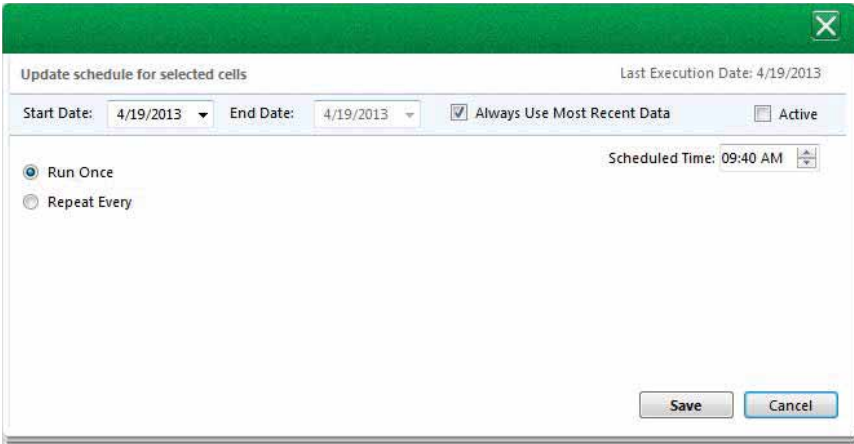 Update schedule for selected cells Last Execution Date: 4/19/2013
Start Date: 4/19/2013 End Date: 4/19/2013 Always Use Most Recent Data Active
Scheduled Time: 09:40 AM
Run Once
Repeat Every
Save Cancel